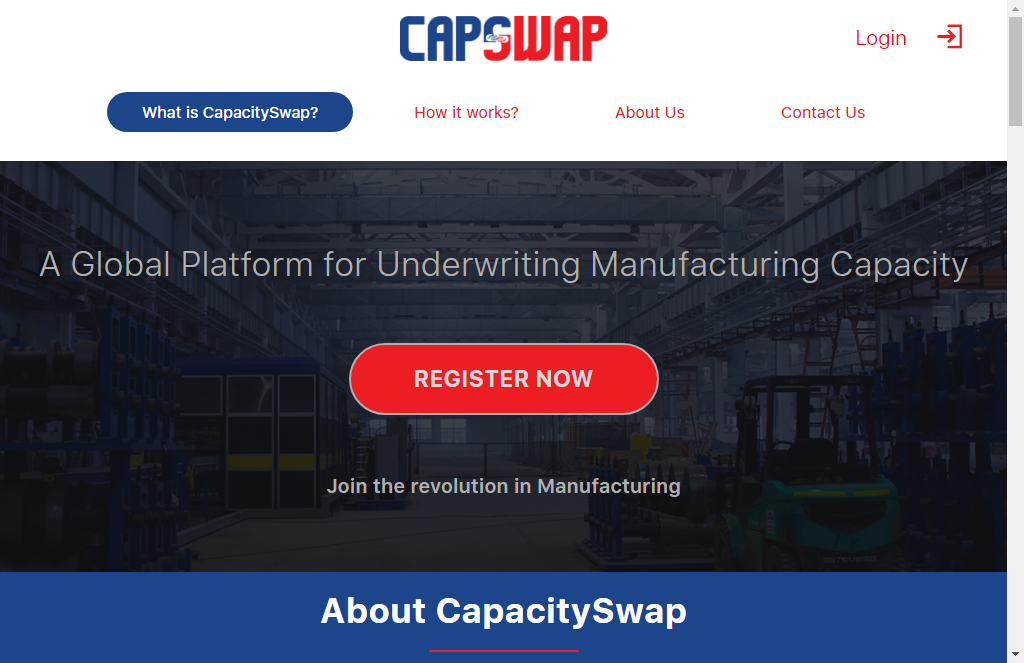 CAPSWAP
Login
What is CapacitySwap?
How it works?
About Us
Contact Us
A Global Platform for Underwriting Manufacturing Capacity
REGISTER NOW
Join the revolution in Manufacturing
About CapacitySwap